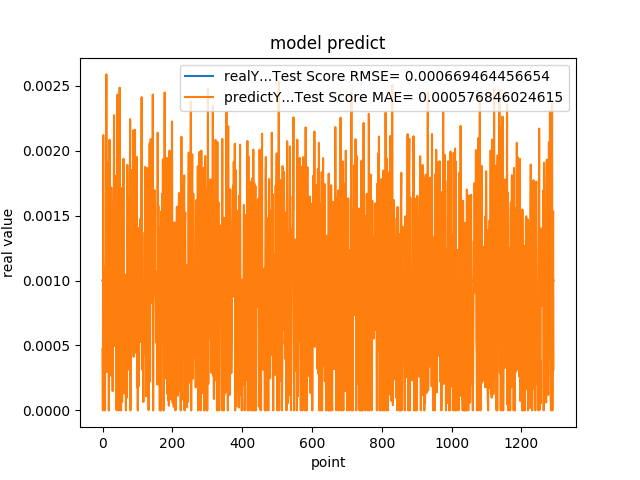 model predict
realY...Test Score RMSE= 0.000669464456654
predictY...Test Score MAE= 0.000576846024615
0.0025
0.0020
0.0015
0.0010
0.0005
0.0000
real value
0 200 400 600 800 1000 1200
point